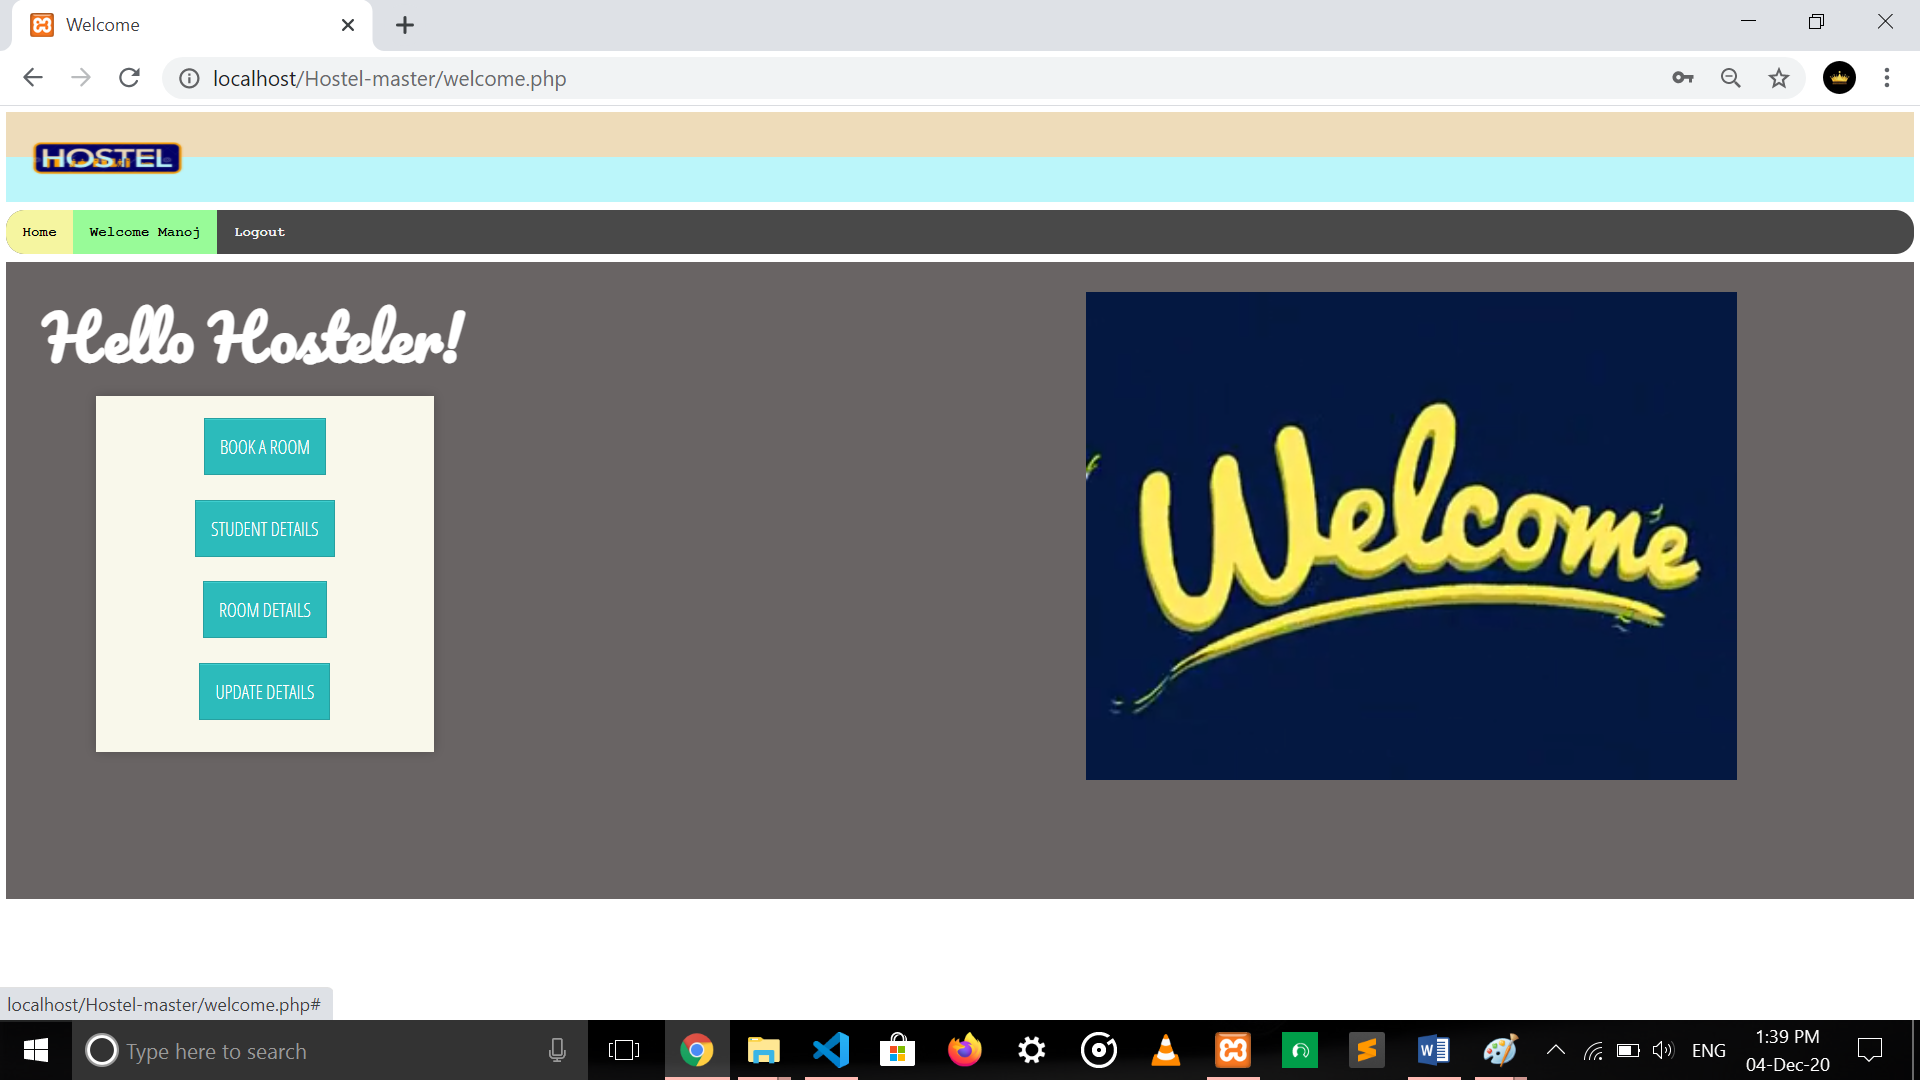 Welcome
localhost/Hostel-master/welcome.php
HOSTEL
Home Welcome Manoj Logout
Hello Hosteler!
BOOK A ROOM
STUDENT DETAILS
ROOM DETAILS
UPDATE DETAILS
Welcome
localhost/Hostel-master/welcome.php#
Type here to search
ENG
1:39 PM
04-Dec-20